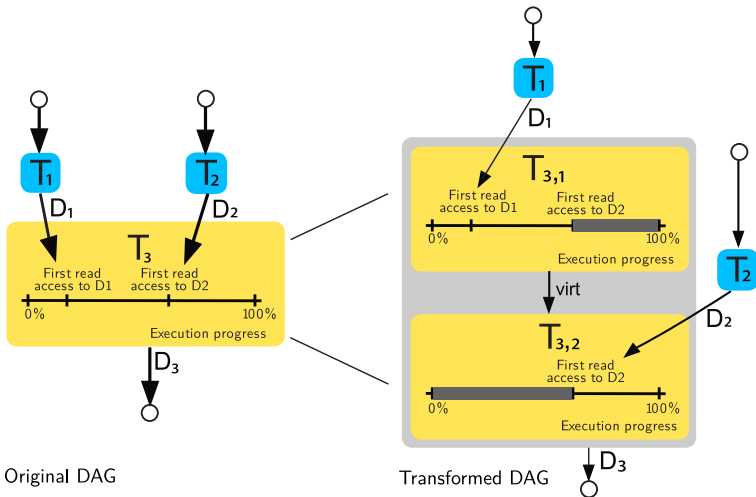 T1
T2
D1
D2
T3
First read
access to D1
First read
access to D2
0%
100%
Execution progress
D3
Original DAG
T1
D1
T3,1
First read
access to D1
First read
access to D2
0%
100%
Execution progress
virt
T2
D2
T3,2
First read
access to D2
0%
100%
Execution progress
D3
Transformed DAG